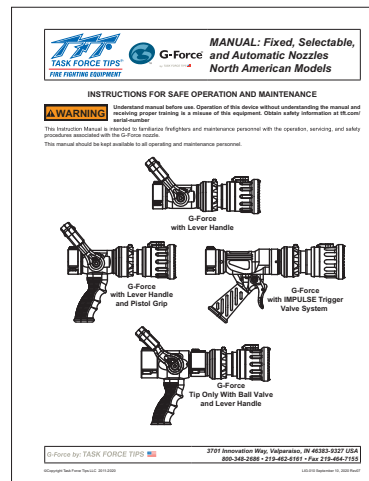 TFT
TASK FORCE TIPS
FIRE FIGHTING EQUIPMENT
G-Force
MANUAL: Fixed, Selectable,
and Automatic Nozzles
North American Models
INSTRUCTIONS FOR SAFE OPERATION AND MAINTENANCE
WARNING
Understand manual before use. Operation of this device without understanding the manual and
receiving proper training is a misuse of this equipment. Obtain safety information at tft.com/
serial-number
This Instruction Manual is intended to familiarize firefighters and maintenance personnel with the operation, servicing, and safety
procedures associated with the G-Force nozzle.
This manual should be kept available to all operating and maintenance personnel.
G-Force
with Lever Handle
G-Force
with Lever Handle
and Pistol Grip
G-Force
with IMPULSE Trigger
Valve System
G-Force
Tip Only With Ball Valve
and Lever Handle
G-Force by: TASK FORCE TIPS
3701 Innovation Way, Valparaiso, IN 46383-9327 USA
800-348-2686 • 219-462-6161 • Fax 219-464-7155